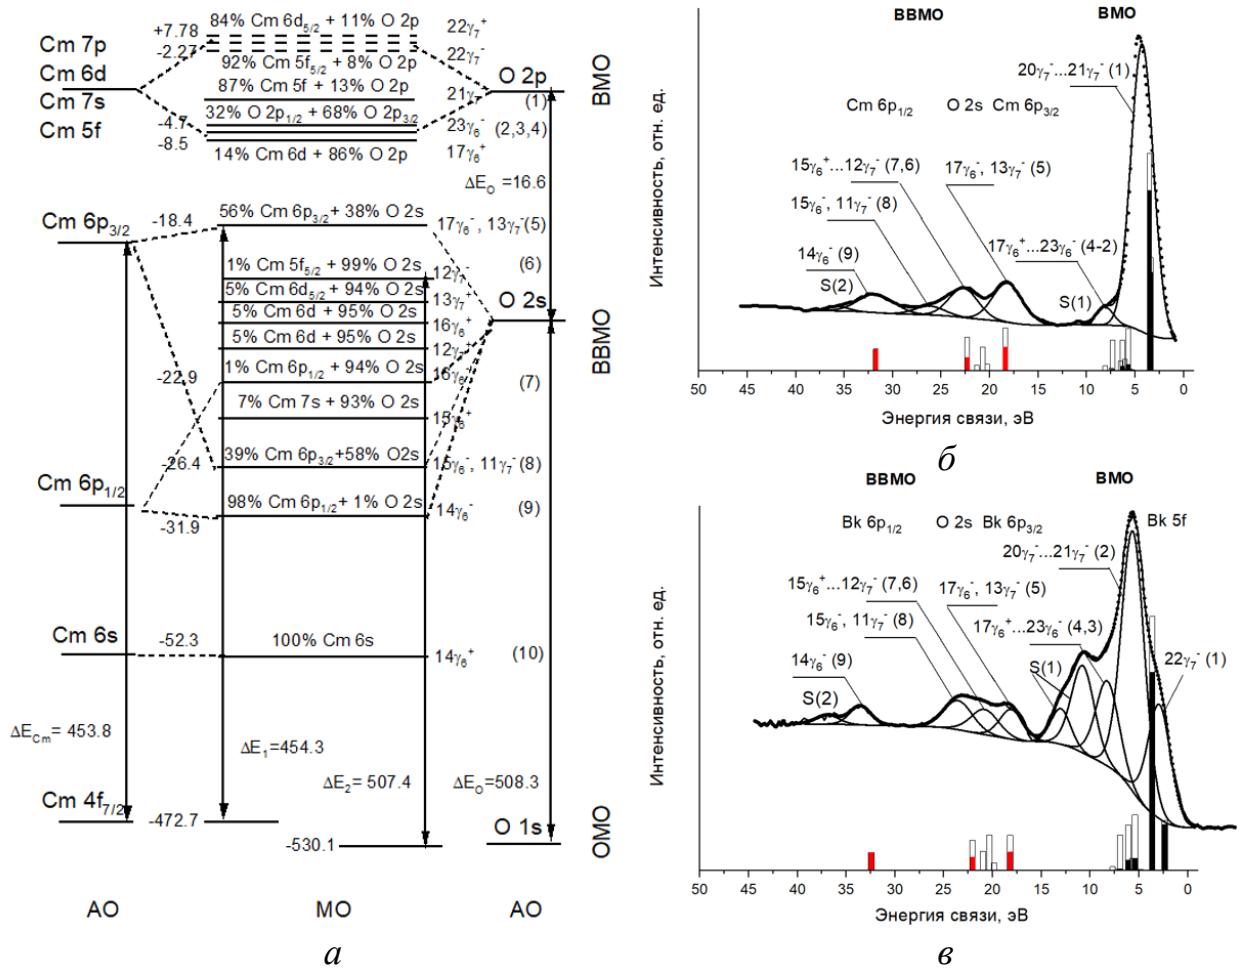 84% Cm 6d5/2 + 11% O 2p
22γ7+
+7.78
Cm 7p
-2.27
22γ7-
92% Cm 5f5/2 + 8% O 2p
Cm 6d
O 2p
87% Cm 5f + 13% O 2p
Cm 7s
21γ7-
(1)
32% O 2p1/2 + 68% O 2p3/2
-4.7
23γ6-
(2,3,4)
Cm 5f
-8.5
14% Cm 6d + 86% O 2p
17γ6+
ВМО
ΔEO =16.6
56% Cm 6p3/2 + 38% O 2s
-18.4
Cm 6p3/2
17γ6-, 13γ7-(5)
1% Cm 5f5/2 + 99% O 2s
12γ7-
(6)
5% Cm 6d5/2 + 94% O 2s
13γ7+
O 2s
5% Cm 6d + 95% O 2s
16γ6+
5% Cm 6d + 95% O 2s
12γ7+
ВВМО
1% Cm 6p1/2 + 94% O 2s
-22.9
16γ6-
(7)
7% Cm 7s + 93% O 2s
15γ6+
39% Cm 6p3/2+58% O2s
-26.4
15γ6-, 11γ7-(8)
Cm 6p1/2
98% Cm 6p1/2+ 1% O 2s
14γ6-
(9)
-31.9
Cm 6s
-52.3
100% Cm 6s
14γ6+
(10)
ΔECm= 453.8
ΔE1=454.3
ΔE2= 507.4
ΔEO=508.3
Cm 4f7/2
-472.7
O 1s
-530.1
ОМО
АО
МО
АО
а
ВВМО
ВМО
20γ7-...21γ7- (1)
Cm 6p1/2
O 2s
Cm 6p3/2
15γ6+...12γ7- (7,6)
17γ6-, 13γ7- (5)
15γ6-, 11γ7- (8)
14γ6- (9)
17γ6+...23γ6- (4-2)
S(2)
S(1)
Интенсивность, отн. ед.
50 45 40 35 30 25 20 15 10 5 0
Энергия связи, эВ
б
ВВМО
ВМО
Bk 6p1/2
O 2s
Bk 6p3/2
Bk 5f
20γ7-...21γ7- (2)
15γ6+...12γ7- (7,6)
17γ6-, 13γ7- (5)
15γ6-, 11γ7- (8)
17γ6+...23γ6- (4,3)
14γ6- (9)
S(1)
22γ7- (1)
S(2)
Интенсивность, отн. ед.
50 45 40 35 30 25 20 15 10 5 0
Энергия связи, эВ
в